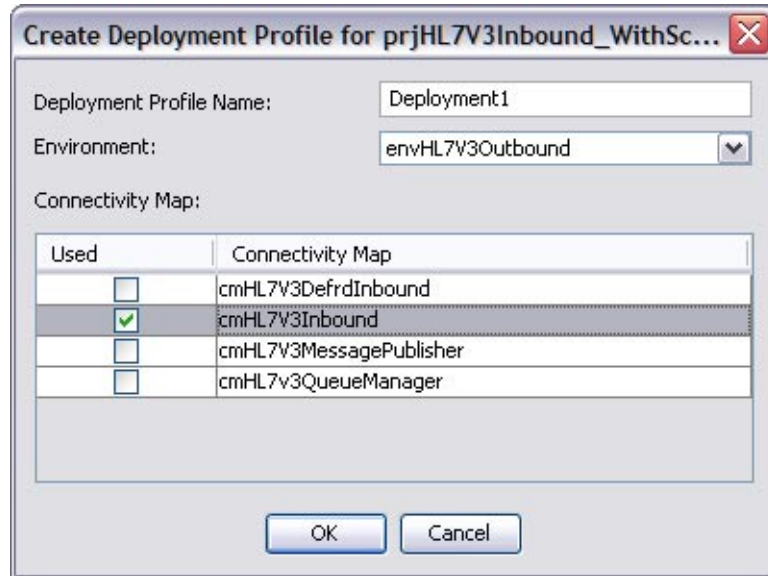 Create Deployment Profile for prjHL7V3Inbound_WithSc...
Deployment Profile Name: Deployment1
Environment: envHL7V3Outbound
Connectivity Map:
Used Connectivity Map
cmHL7V3DefrdInbound
cmHL7V3Inbound
cmHL7V3MessagePublisher
cmHL7v3QueueManager
OK Cancel